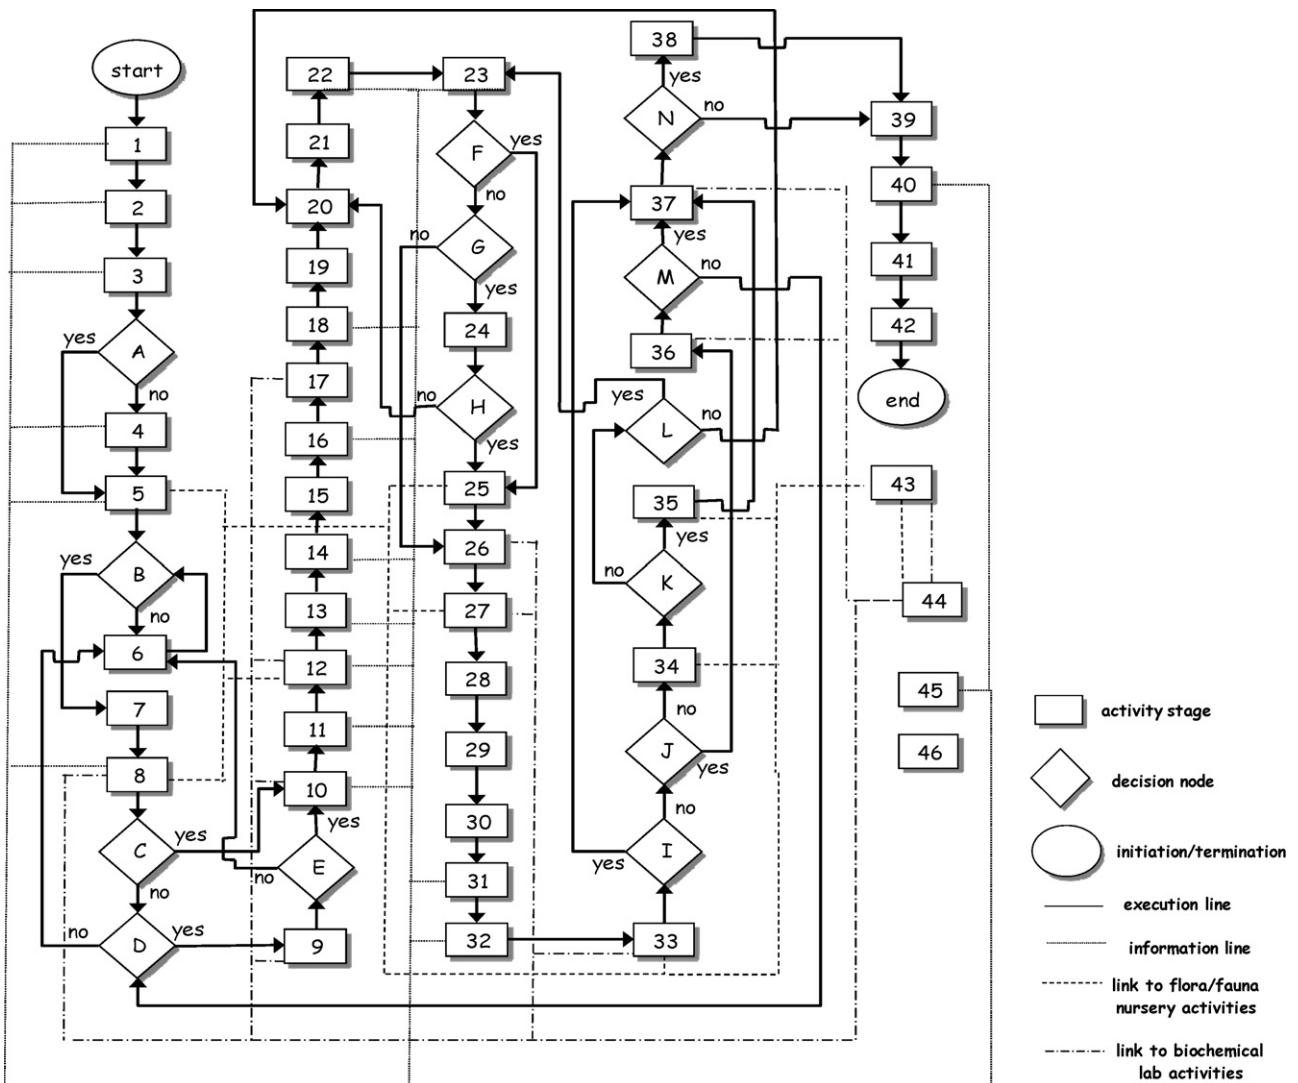 start
1
2
3
A
yes
no
4
5
B
yes
no
6
7
8
C
yes
no
D
no
yes
22
21
20
19
18
17
16
15
14
13
12
11
10
yes
E
no
9
23
F
yes
no
G
no
yes
24
H
no
yes
25
26
27
28
29
30
31
32
38
yes
N
no
37
yes
M
no
36
yes
L
no
35
yes
K
no
34
no
J
yes
no
I
yes
33
39
40
41
42
end
43
44
45
46
activity stage
decision node
initiation/termination
execution line
information line
link to flora/fauna
nursery activities
link to biochemical
lab activities